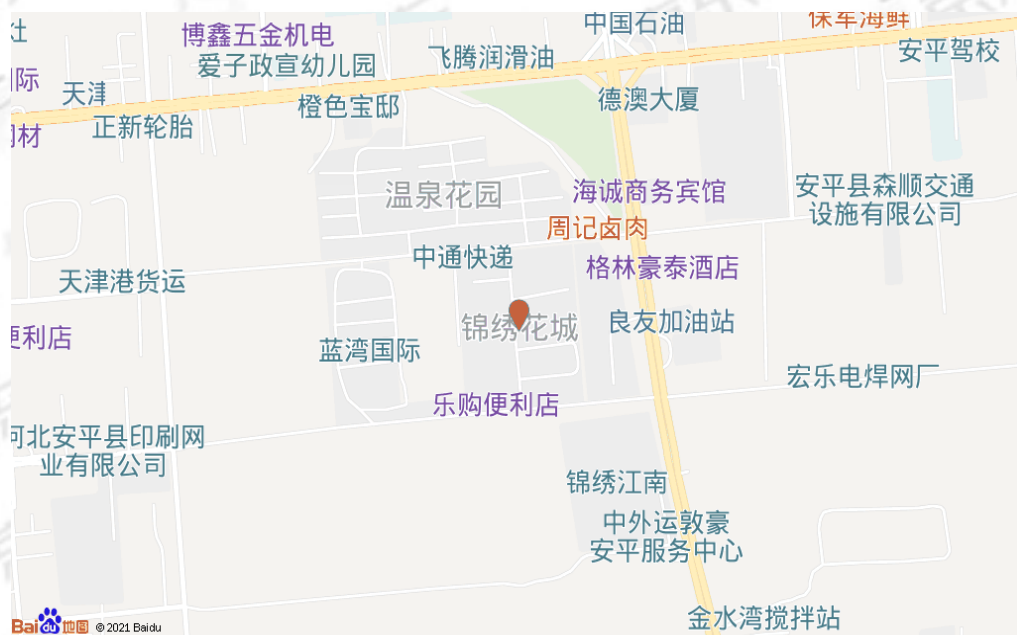 保军海鲜
中国石油
灶
博鑫五金机电
飞腾润滑油
安平驾校
爱子政宣幼儿园
际
天津
橙色宝邸
德澳大厦
正新轮胎
材
温泉花园
海诚商务宾馆
安平县森顺交通
设施有限公司
周记卤肉
中通快递
格林豪泰酒店
天津港货运
锦绣花城
良友加油站
便利店
蓝湾国际
宏乐电焊网厂
乐购便利店
河北安平县印刷网
业有限公司
锦绣江南
中外运敦豪
安平服务中心
金水湾搅拌站
Bai du 地图 © 2021 Baidu